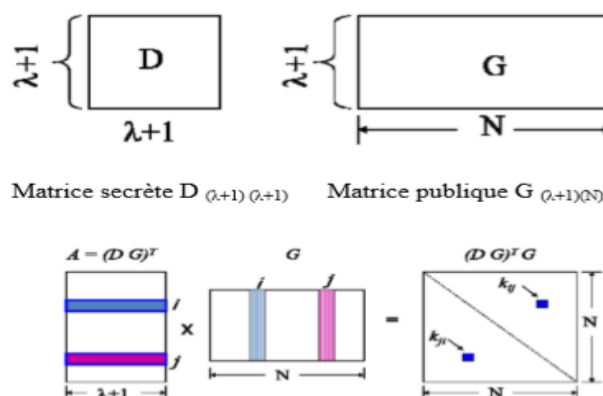 λ+1 D λ+1 G
λ+1 N
Matrice secrète D (λ+1) (λ+1) Matrice publique G (λ+1)(N)
A = (D G)ᵀ G (D G)ᵀ G
i j
i x = kij N
j kji
λ+1 N N